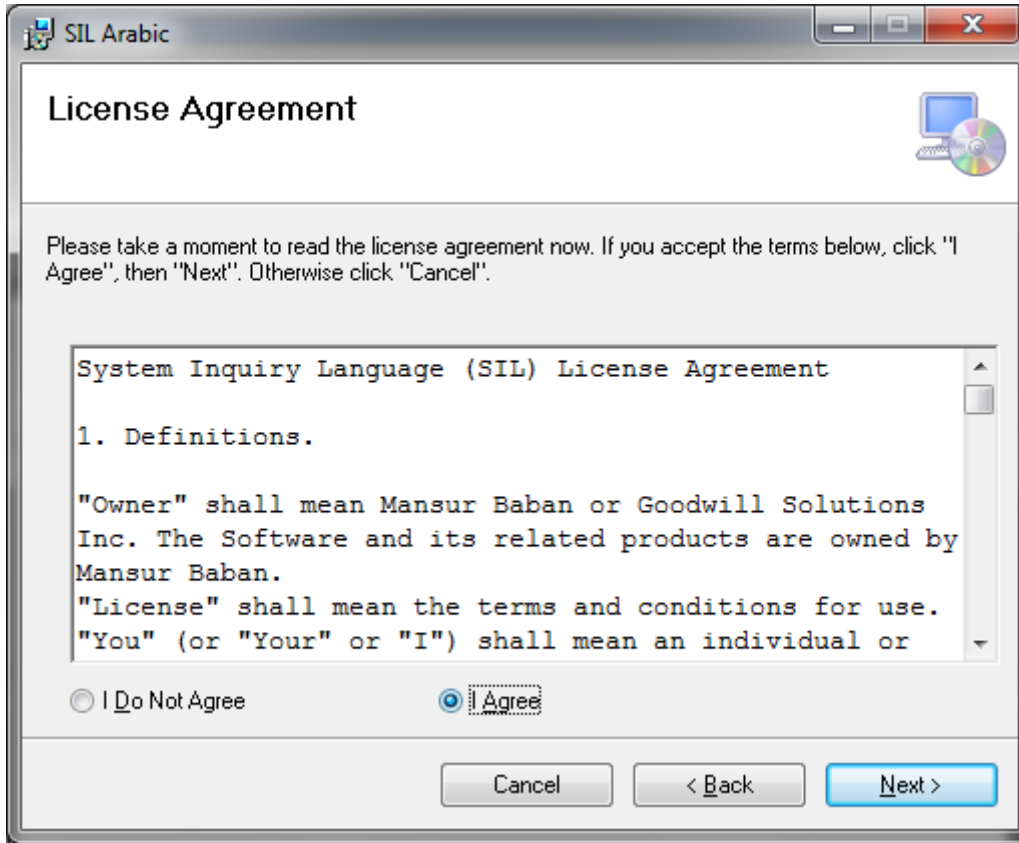 SIL Arabic
License Agreement
Please take a moment to read the license agreement now. If you accept the terms below, click "I
Agree", then "Next". Otherwise click "Cancel".
System Inquiry Language (SIL) License Agreement
1. Definitions.
"Owner" shall mean Mansur Baban or Goodwill Solutions
Inc. The Software and its related products are owned by
Mansur Baban.
"License" shall mean the terms and conditions for use.
"You" (or "Your" or "I") shall mean an individual or
I Do Not Agree
I Agree
Cancel
< Back
Next >